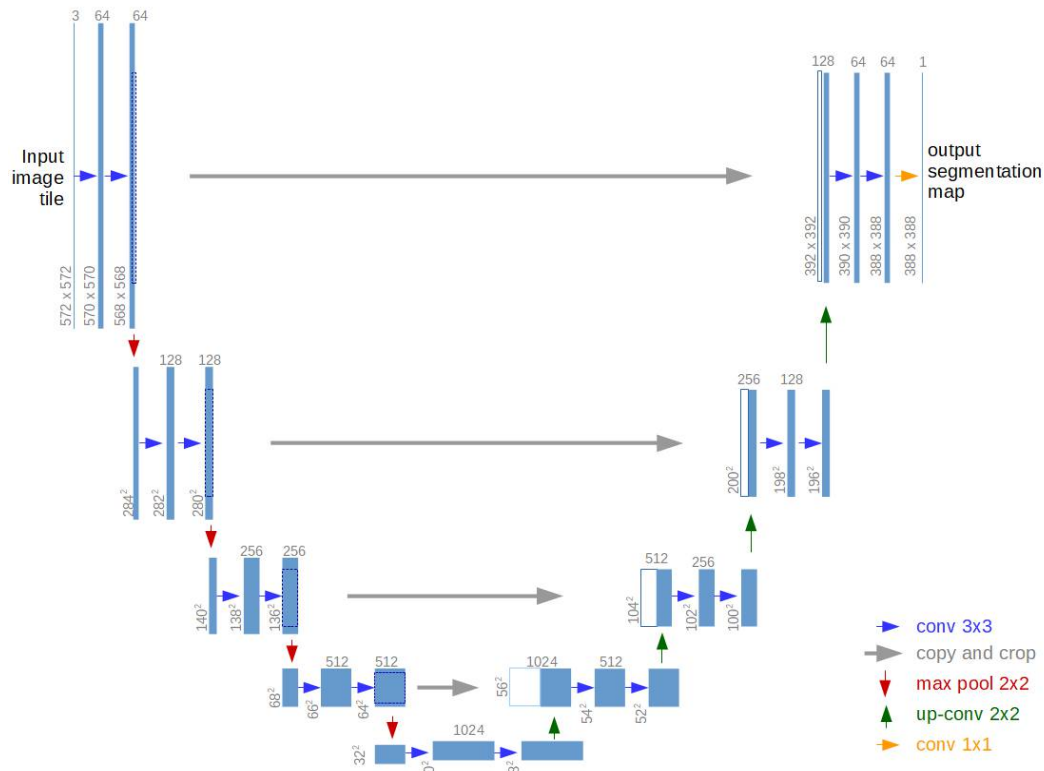 3
64
64
128
64
64
1
Input
image
tile
output
segmentation
map
572 x 572
570 x 570
568 x 568
392 x 392
390 x 390
388 x 388
388 x 388
128
128
256
128
284²
282²
280²
200²
198²
196²
256
256
512
256
140²
138²
136²
104²
102²
100²
512
512
1024
512
68²
66²
64²
56²
54²
52²
1024
32²
conv 3x3
copy and crop
max pool 2x2
up-conv 2x2
conv 1x1